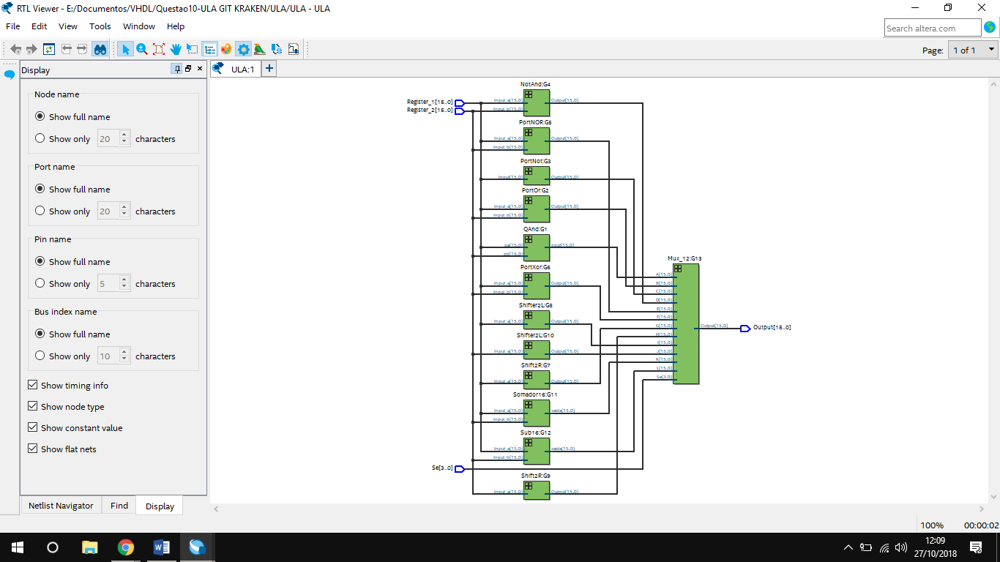 RTL Viewer - E:/Documentos/VHDL/Questao10-ULA GIT KRAKEN/ULA/ULA - ULA
File Edit View Tools Window Help
Search altera.com
Page: 1 of 1
Display
ULA:1
Node name
Show full name
Show only 20 characters
Port name
Show full name
Show only 20 characters
Pin name
Show full name
Show only 5 characters
Bus index name
Show full name
Show only 10 characters
Show timing info
Show node type
Show constant value
Show flat nets
Netlist Navigator Find Display
Register_1[15..0]
Register_2[15..0]
Se[3..0]
NotAnd:G4
Input_a[15..0] Output[15..0]
Input_b[15..0]
PortNOR:G5
Input_a[15..0] Output[15..0]
Input_b[15..0]
PortNot:G3
Input[15..0] Output[15..0]
PortOr:G2
Input_a[15..0] Output[15..0]
Input_b[15..0]
QAnd:G1
PortXor:G6
Input_a[15..0] Output[15..0]
Input_b[15..0]
Shifter2L:G8
Input_a[15..0] Output[15..0]
Shifter2L:G10
Input_a[15..0] Output[15..0]
Shift2R:G7
Input_a[15..0] Output[15..0]
Somador16:G11
Input_a[15..0] saida[15..0]
Input_b[15..0]
Sub16:G12
Input_a[15..0] saida[15..0]
Input_b[15..0]
Shift2R:G9
Input_a[15..0] Output[15..0]
Mux_12:G13
A[15..0]
B[15..0]
C[15..0]
D[15..0]
E[15..0]
F[15..0]
G[15..0]
H[15..0]
I[15..0]
J[15..0]
K[15..0]
L[15..0]
Se[3..0]
Output[15..0]
Output[15..0]
100% 00:00:02
12:09
27/10/2018